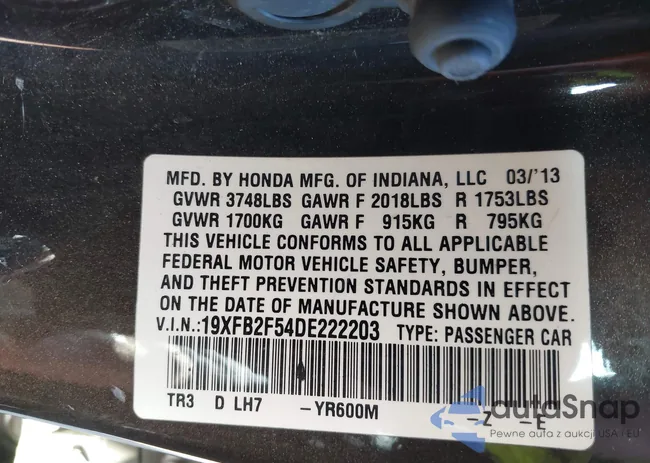 MFD. BY HONDA MFG. OF INDIANA, LLC 03/'13
GVWR 3748LBS GAWR F 2018LBS R 1753LBS
GVWR 1700KG GAWR F 915KG R 795KG
THIS VEHICLE CONFORMS TO ALL APPLICABLE
FEDERAL MOTOR VEHICLE SAFETY, BUMPER,
AND THEFT PREVENTION STANDARDS IN EFFECT
ON THE DATE OF MANUFACTURE SHOWN ABOVE.
V.I.N.:19XFB2F54DE222203 TYPE: PASSENGER CAR
TR3 D LH7 -YR600M -Z -E
autaSnap
Pewne auta z aukcji USA i EU